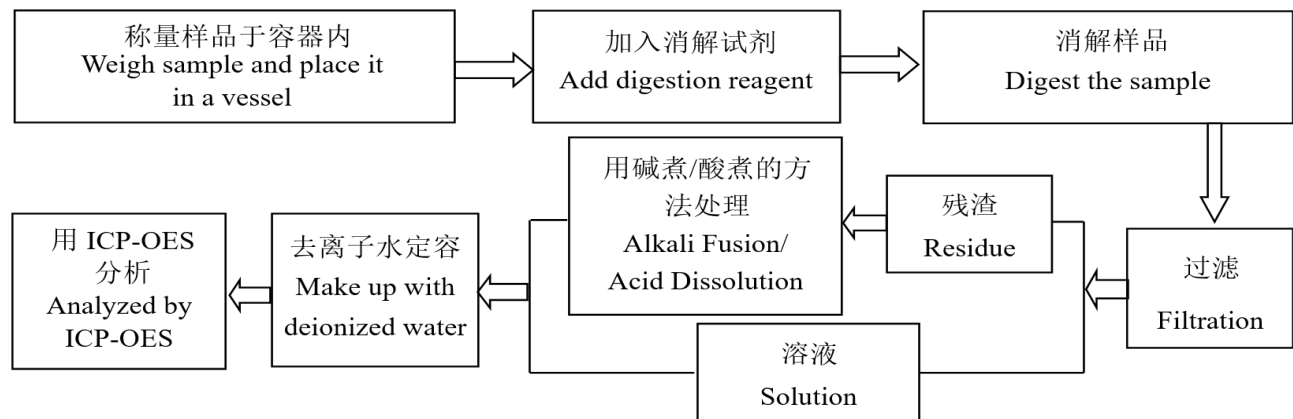 称量样品于容器内
Weigh sample and place it
in a vessel
加入消解试剂
Add digestion reagent
消解样品
Digest the sample
过滤
Filtration
残渣
Residue
用碱煮/酸煮的方
法处理
Alkali Fusion/
Acid Dissolution
溶液
Solution
去离子水定容
Make up with
deionized water
用 ICP-OES
分析
Analyzed by
ICP-OES